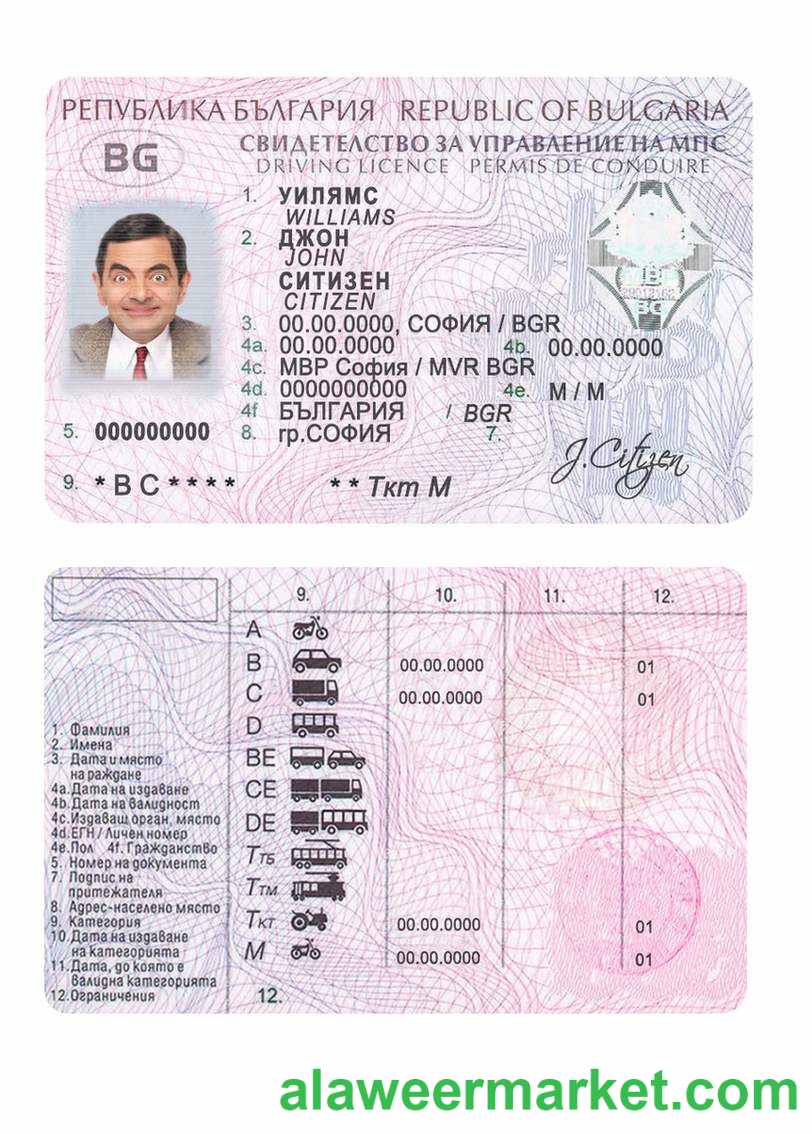 РЕПУБЛИКА БЪЛГАРИЯ REPUBLIC OF BULGARIA
BG
СВИДЕТЕЛСТВО ЗА УПРАВЛЕНИЕ НА МПС
DRIVING LICENCE PERMIS DE CONDUIRE
1. УИЛЯМС
WILLIAMS
2. ДЖОН
JOHN
СИТИЗЕН
CITIZEN
3. 00.00.0000, СОФИЯ / BGR
4a. 00.00.0000 4b. 00.00.0000
4c. МВР София / MVR BGR
4d. 0000000000 4e. М / M
4f БЪЛГАРИЯ / BGR
5. 000000000 8. гр.СОФИЯ 7.
J.Citizen
9. * B C * * * * * * Ткт M
9. 10. 11. 12.
A
B 00.00.0000 01
C 00.00.0000 01
D
BE
CE
DE
Ттб
Ттм
Ткт 00.00.0000 01
M 00.00.0000 01
12.
1. Фамилия
2. Имена
3. Дата и място
на раждане
4a. Дата на издаване
4b. Дата на валидност
4c. Издаващ орган, място
4d. ЕГН / Личен номер
4e. Пол 4f. Гражданство
5. Номер на документа
7. Подпис на
притежателя
8. Адрес-населено място
9. Категория
10. Дата на издаване
на категорията
11. Дата, до която е
валидна категорията
12. Ограничения
alaweermarket.com